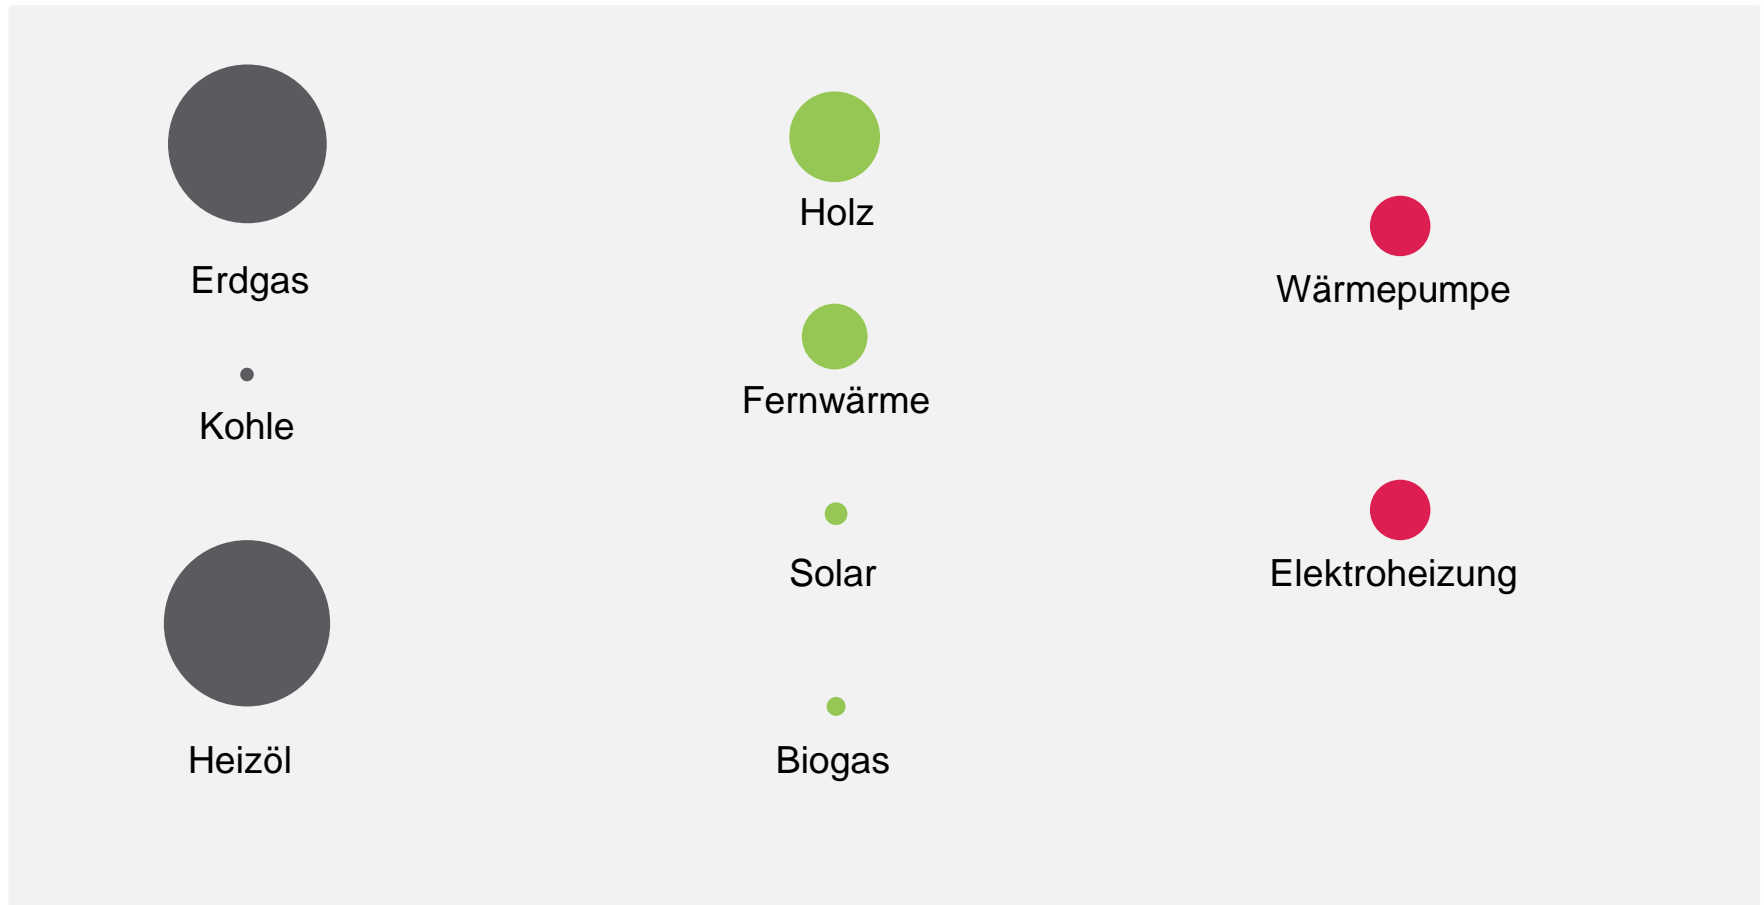 Erdgas
Kohle
Heizöl
Holz
Fernwärme
Solar
Biogas
Wärmepumpe
Elektroheizung